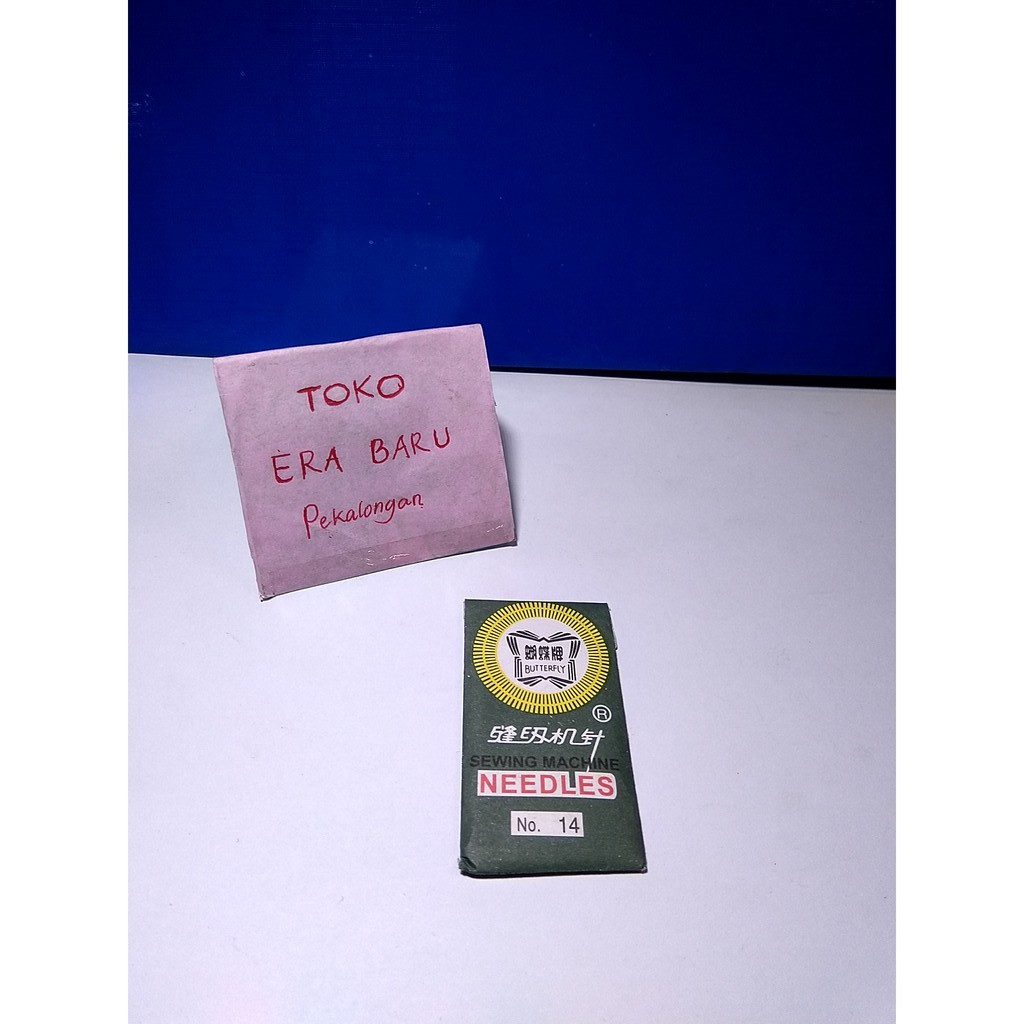 TOKO
ERA BARU
Pekalongan
蝴蝶牌
BUTTERFLY
®
缝纫机针
SEWING MACHINE
NEEDLES
No. 14